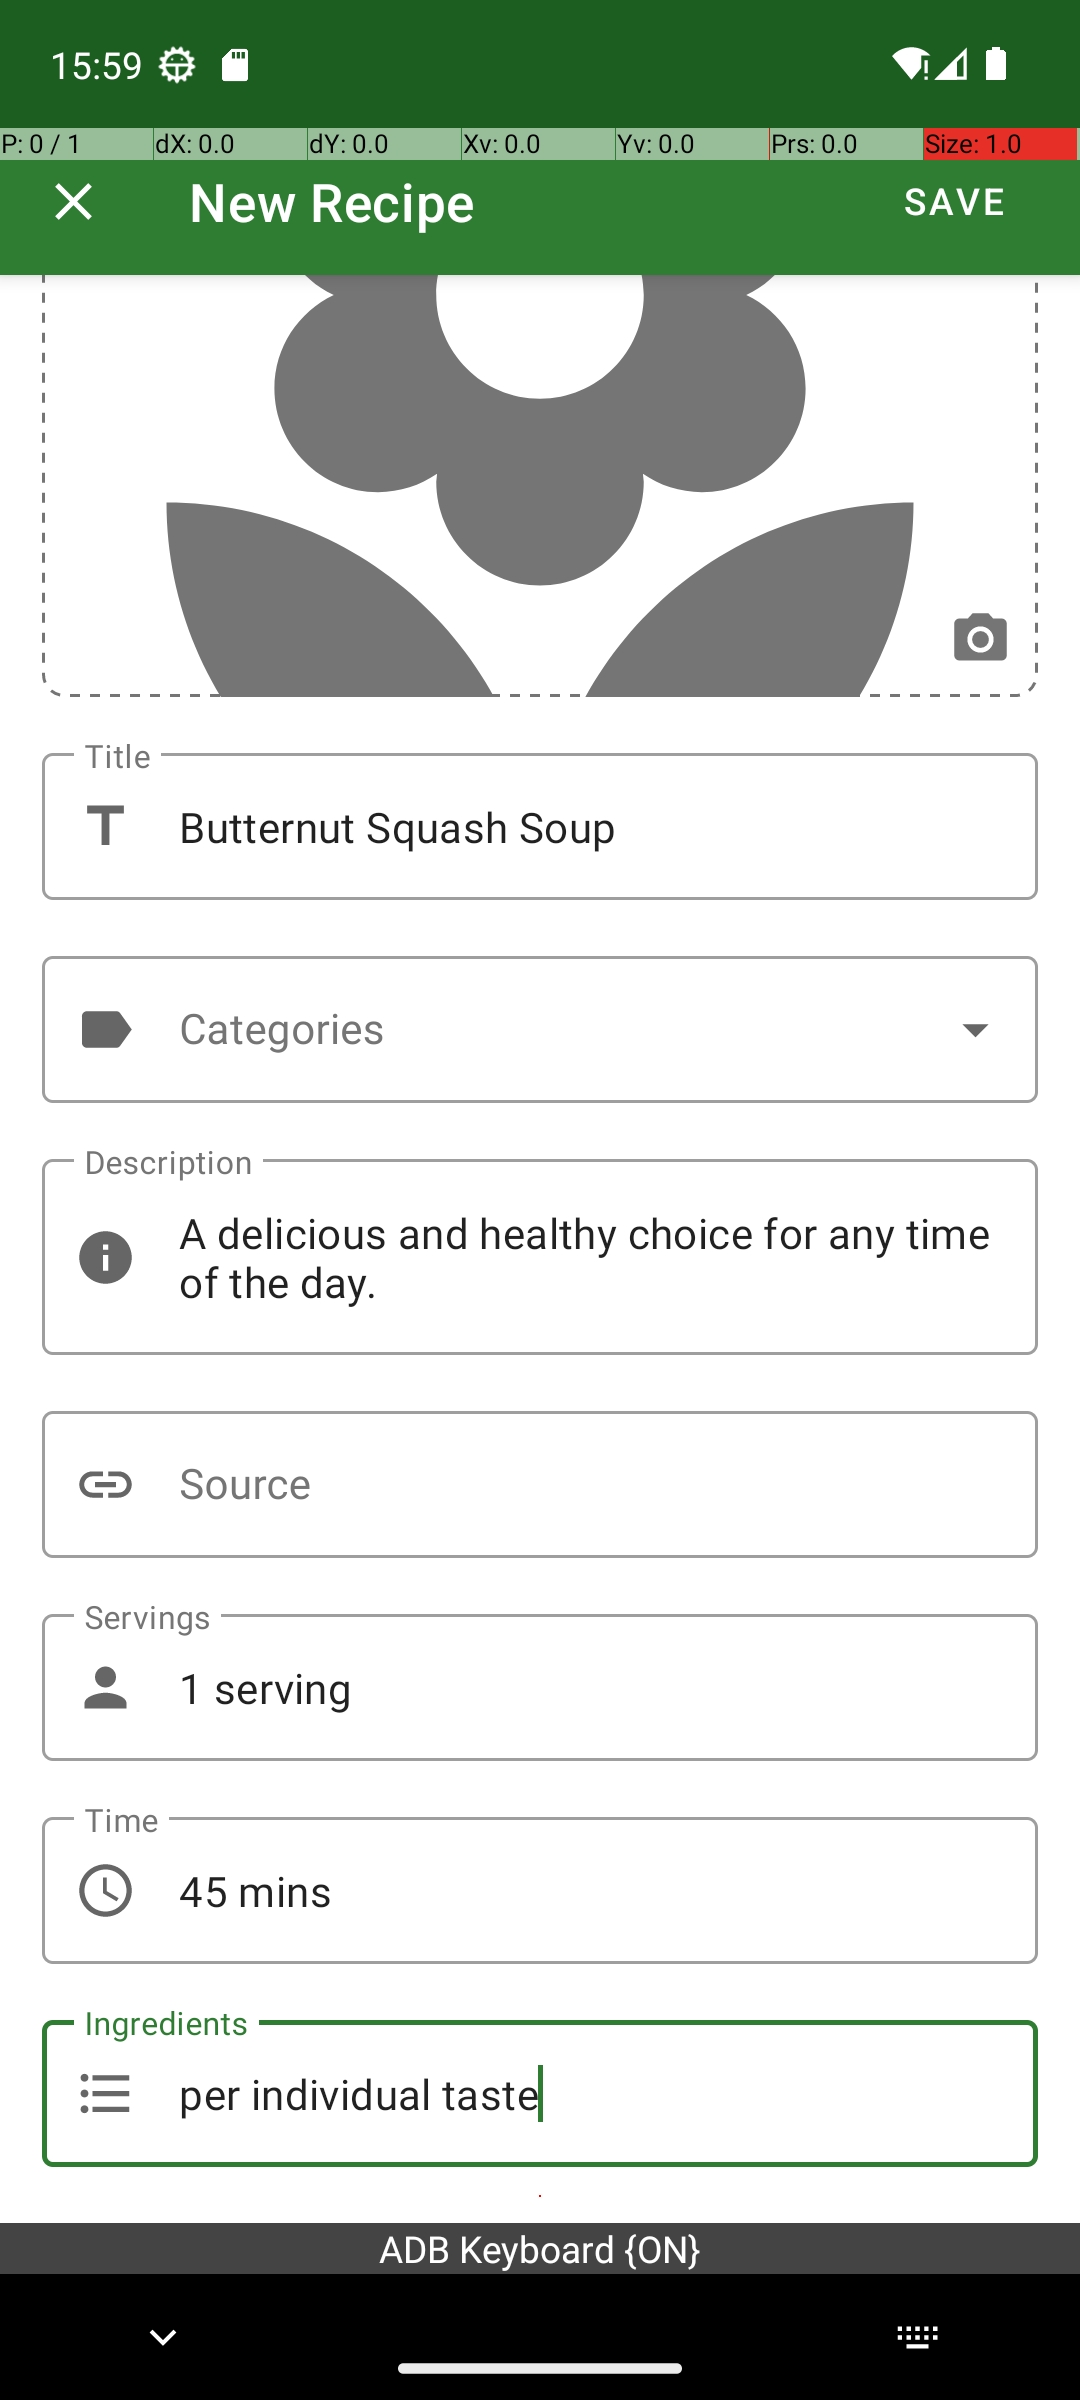 15:59
P: 0 / 1 dX: 0.0 dY: 0.0 Xv: 0.0 Yv: 0.0 Prs: 0.0 Size: 1.0
New Recipe SAVE
Title
Butternut Squash Soup
Categories
Description
A delicious and healthy choice for any time
of the day.
Source
Servings
1 serving
Time
45 mins
Ingredients
per individual taste
ADB Keyboard {ON}